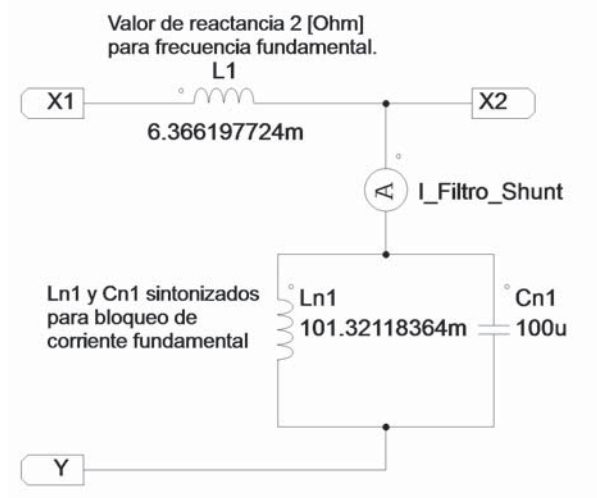 Valor de reactancia 2 [Ohm]
para frecuencia fundamental.
L1
X1
X2
6.366197724m
A
I_Filtro_Shunt
Ln1 y Cn1 sintonizados
para bloqueo de
corriente fundamental
Ln1
101.32118364m
Cn1
100u
Y